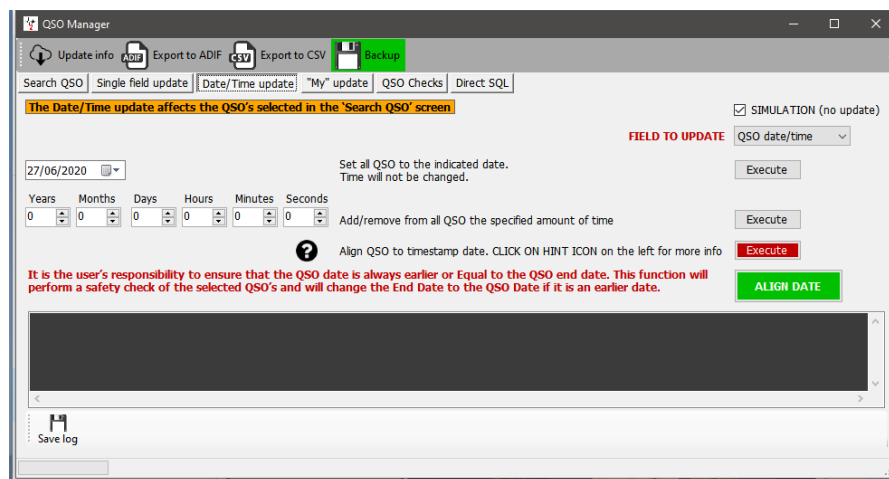 QSO Manager
Update info ADIF Export to ADIF CSV Export to CSV Backup
Search QSO Single field update Date/Time update "My" update QSO Checks Direct SQL
The Date/Time update affects the QSO's selected in the 'Search QSO' screen
SIMULATION (no update)
FIELD TO UPDATE QSO date/time
27/06/2020
Set all QSO to the indicated date.
Time will not be changed.
Execute
Years Months Days Hours Minutes Seconds
0 0 0 0 0 0
Add/remove from all QSO the specified amount of time
Execute
? Align QSO to timestamp date. CLICK ON HINT ICON on the left for more info Execute
It is the user's responsibility to ensure that the QSO date is always earlier or Equal to the QSO end date. This function will
perform a safety check of the selected QSO's and will change the End Date to the QSO Date if it is an earlier date.
ALIGN DATE
Save log